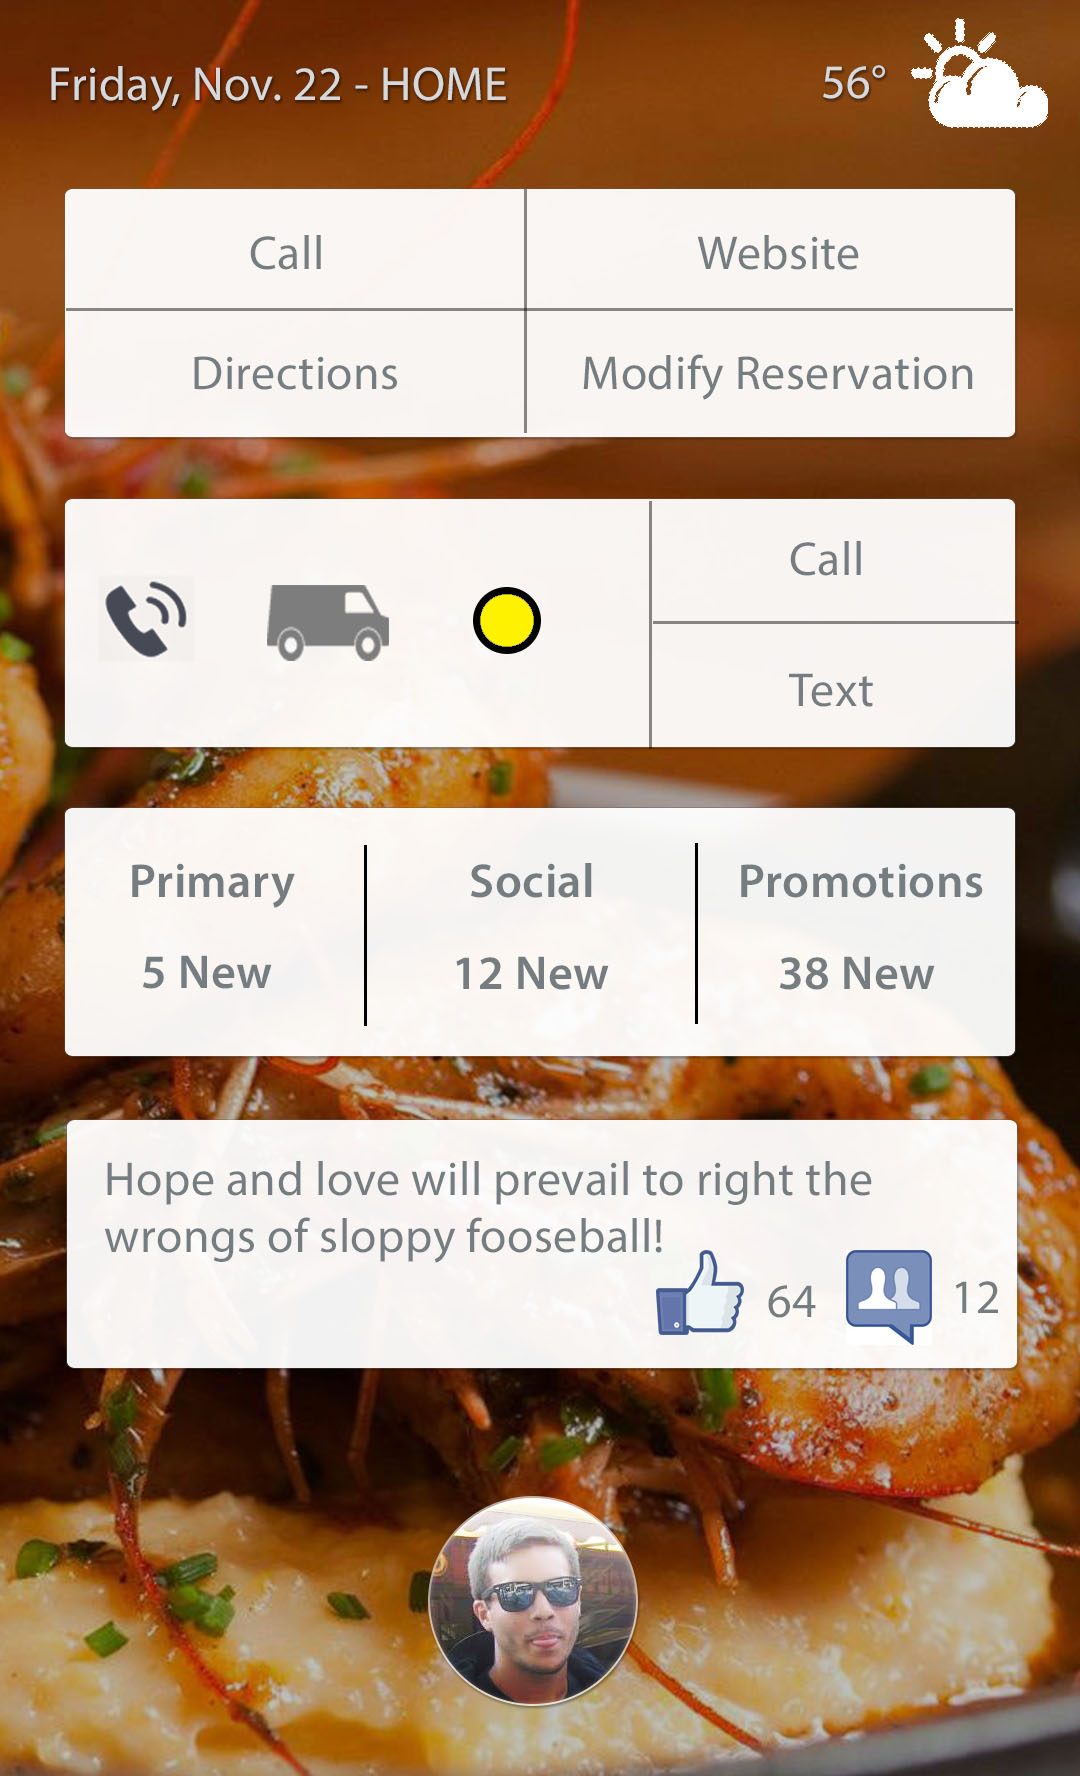 Friday, Nov. 22 - HOME
56°
Call
Website
Directions
Modify Reservation
Call
Text
Primary
Social
Promotions
5 New
12 New
38 New
Hope and love will prevail to right the
wrongs of sloppy fooseball!
64
12